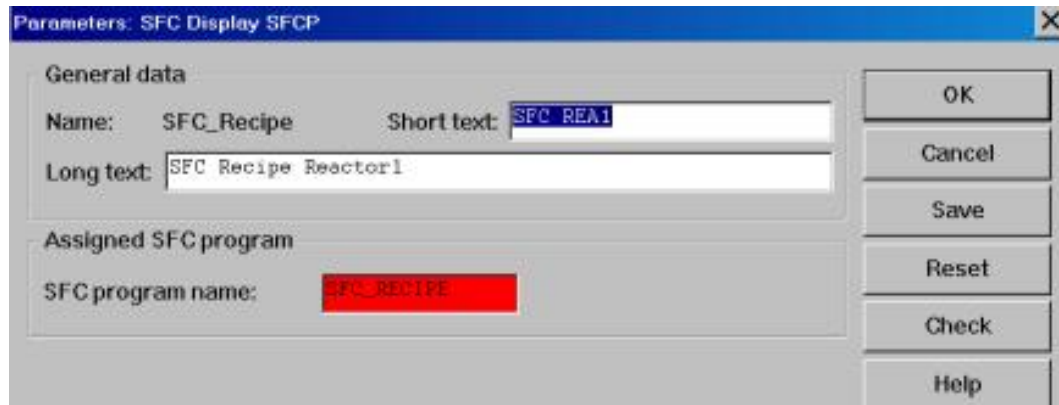 Parameters: SFC Display SFCP
General data
Name: SFC_Recipe Short text: SFC REA1
Long text: SFC Recipe Reactor1
Assigned SFC program
SFC program name: SFC_RECIPE
OK
Cancel
Save
Reset
Check
Help